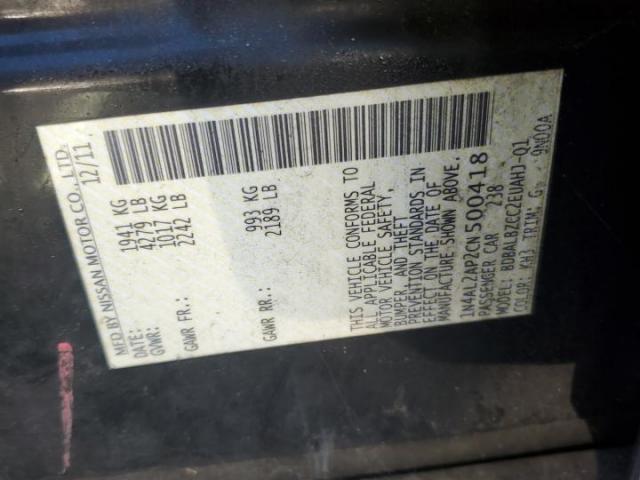 MFD BY NISSAN MOTOR CO., LTD.
DATE: 12/11
GVWR: 1941 KG
4279 LB
GAWR FR.: 1017 KG
2242 LB
GAWR RR.: 993 KG
2189 LB
THIS VEHICLE CONFORMS TO
ALL APPLICABLE FEDERAL
MOTOR VEHICLE SAFETY,
BUMPER, AND THEFT
PREVENTION STANDARDS IN
EFFECT ON THE DATE OF
MANUFACTURE SHOWN ABOVE.
1N4AL2AP2CN500418
PASSENGER CAR 238
MODEL: BDBALBZECZEUAHJ-Q1
COLOR: KH3 TRIM: G 9N00A